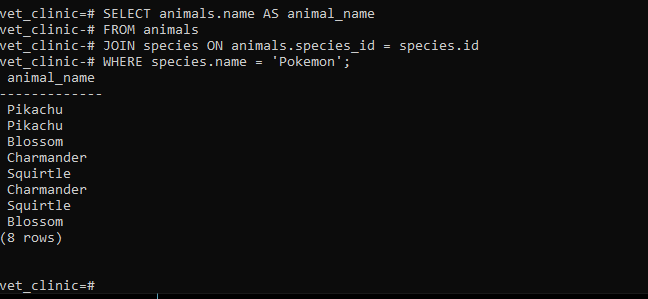 vet_clinic=# SELECT animals.name AS animal_name
vet_clinic-# FROM animals
vet_clinic-# JOIN species ON animals.species_id = species.id
vet_clinic-# WHERE species.name = 'Pokemon';
 animal_name
-------------
 Pikachu
 Pikachu
 Blossom
 Charmander
 Squirtle
 Charmander
 Squirtle
 Blossom
(8 rows)
vet_clinic=#